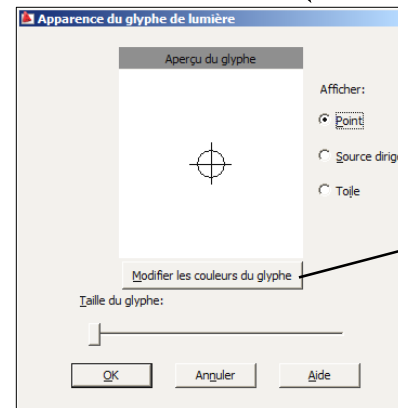 Apparence du glyphe de lumière
Aperçu du glyphe
Afficher:
Point
Source dirig
Toile
Modifier les couleurs du glyphe
Taille du glyphe:
OK
Annuler
Aide